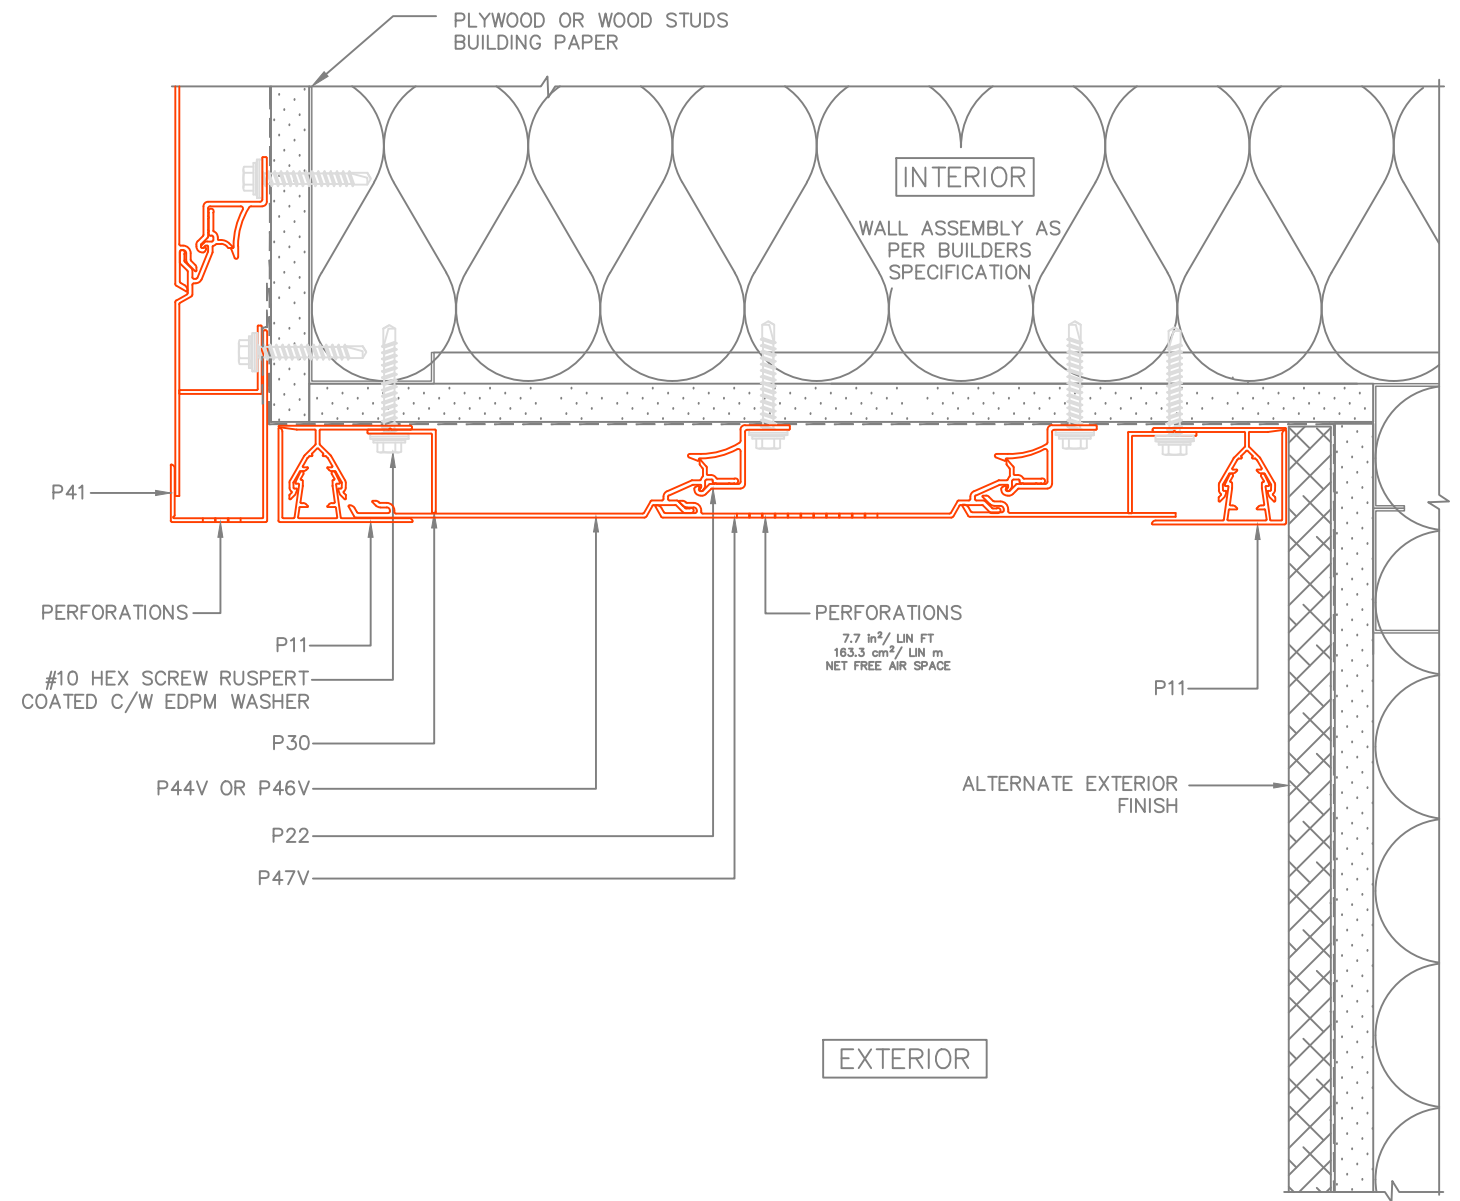 PLYWOOD OR WOOD STUDS
BUILDING PAPER
INTERIOR
WALL ASSEMBLY AS
PER BUILDERS
SPECIFICATION
P41
PERFORATIONS
P11
#10 HEX SCREW RUSPERT
COATED C/W EDPM WASHER
P30
P44V OR P46V
P22
P47V
PERFORATIONS
7.7 in²/ LIN FT
163.3 cm²/ LIN m
NET FREE AIR SPACE
P11
ALTERNATE EXTERIOR
FINISH
EXTERIOR